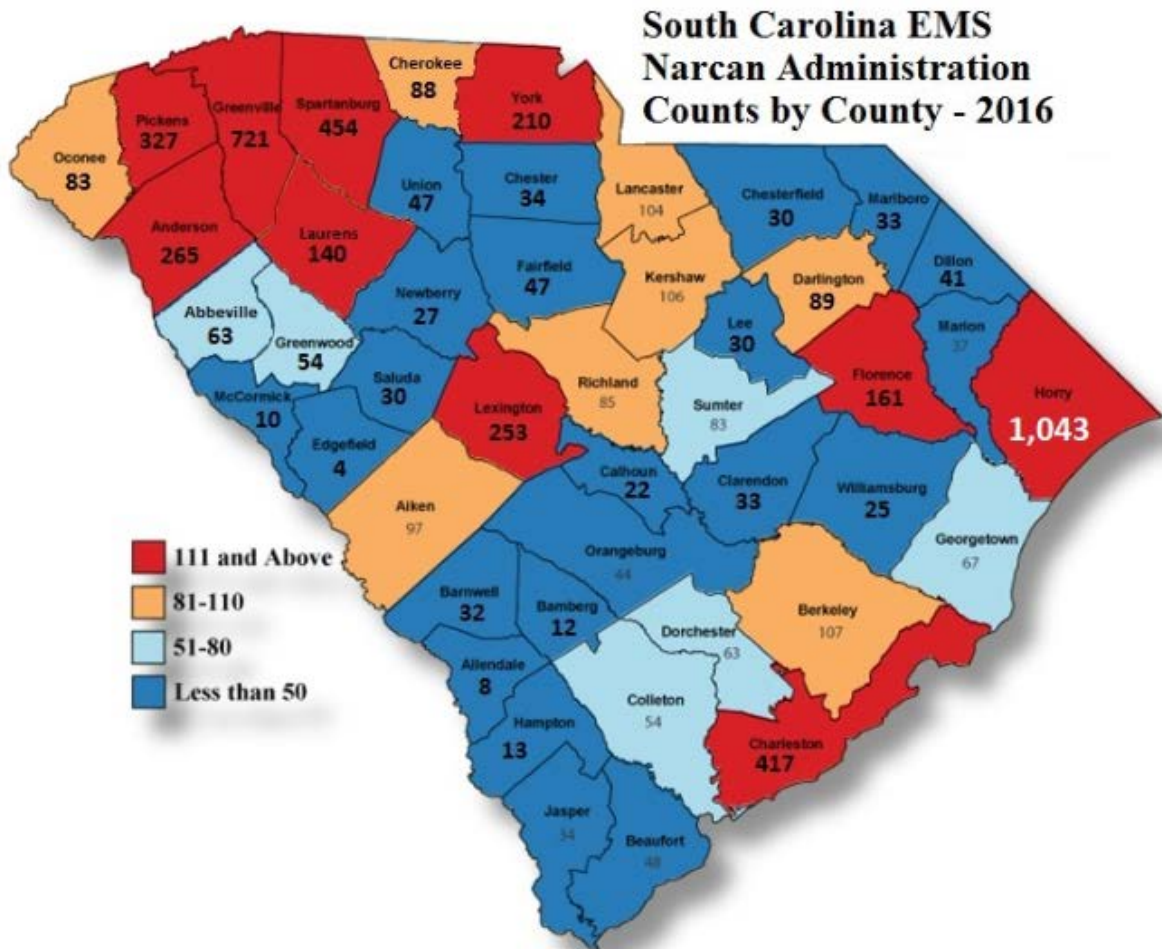 South Carolina EMS
Narcan Administration
Counts by County - 2016
Cherokee
88
York
210
Spartanburg
454
Greenville
721
Pickens
327
Oconee
83
Union
47
Chester
34
Lancaster
104
Chesterfield
30
Marlboro
33
Anderson
265
Laurens
140
Fairfield
47
Kershaw
106
Darlington
89
Dillon
41
Newberry
27
Abbeville
63
Greenwood
54
Lee
30
Marion
37
Saluda
30
Richland
85
Sumter
83
Florence
161
Horry
1,043
McCormick
10
Lexington
253
Edgefield
4
Calhoun
22
Clarendon
33
Williamsburg
25
Aiken
97
Georgetown
67
Orangeburg
44
Barnwell
32
Bamberg
12
Berkeley
107
Dorchester
63
Allendale
8
Colleton
54
Hampton
13
Charleston
417
Jasper
34
Beaufort
48
111 and Above
81-110
51-80
Less than 50